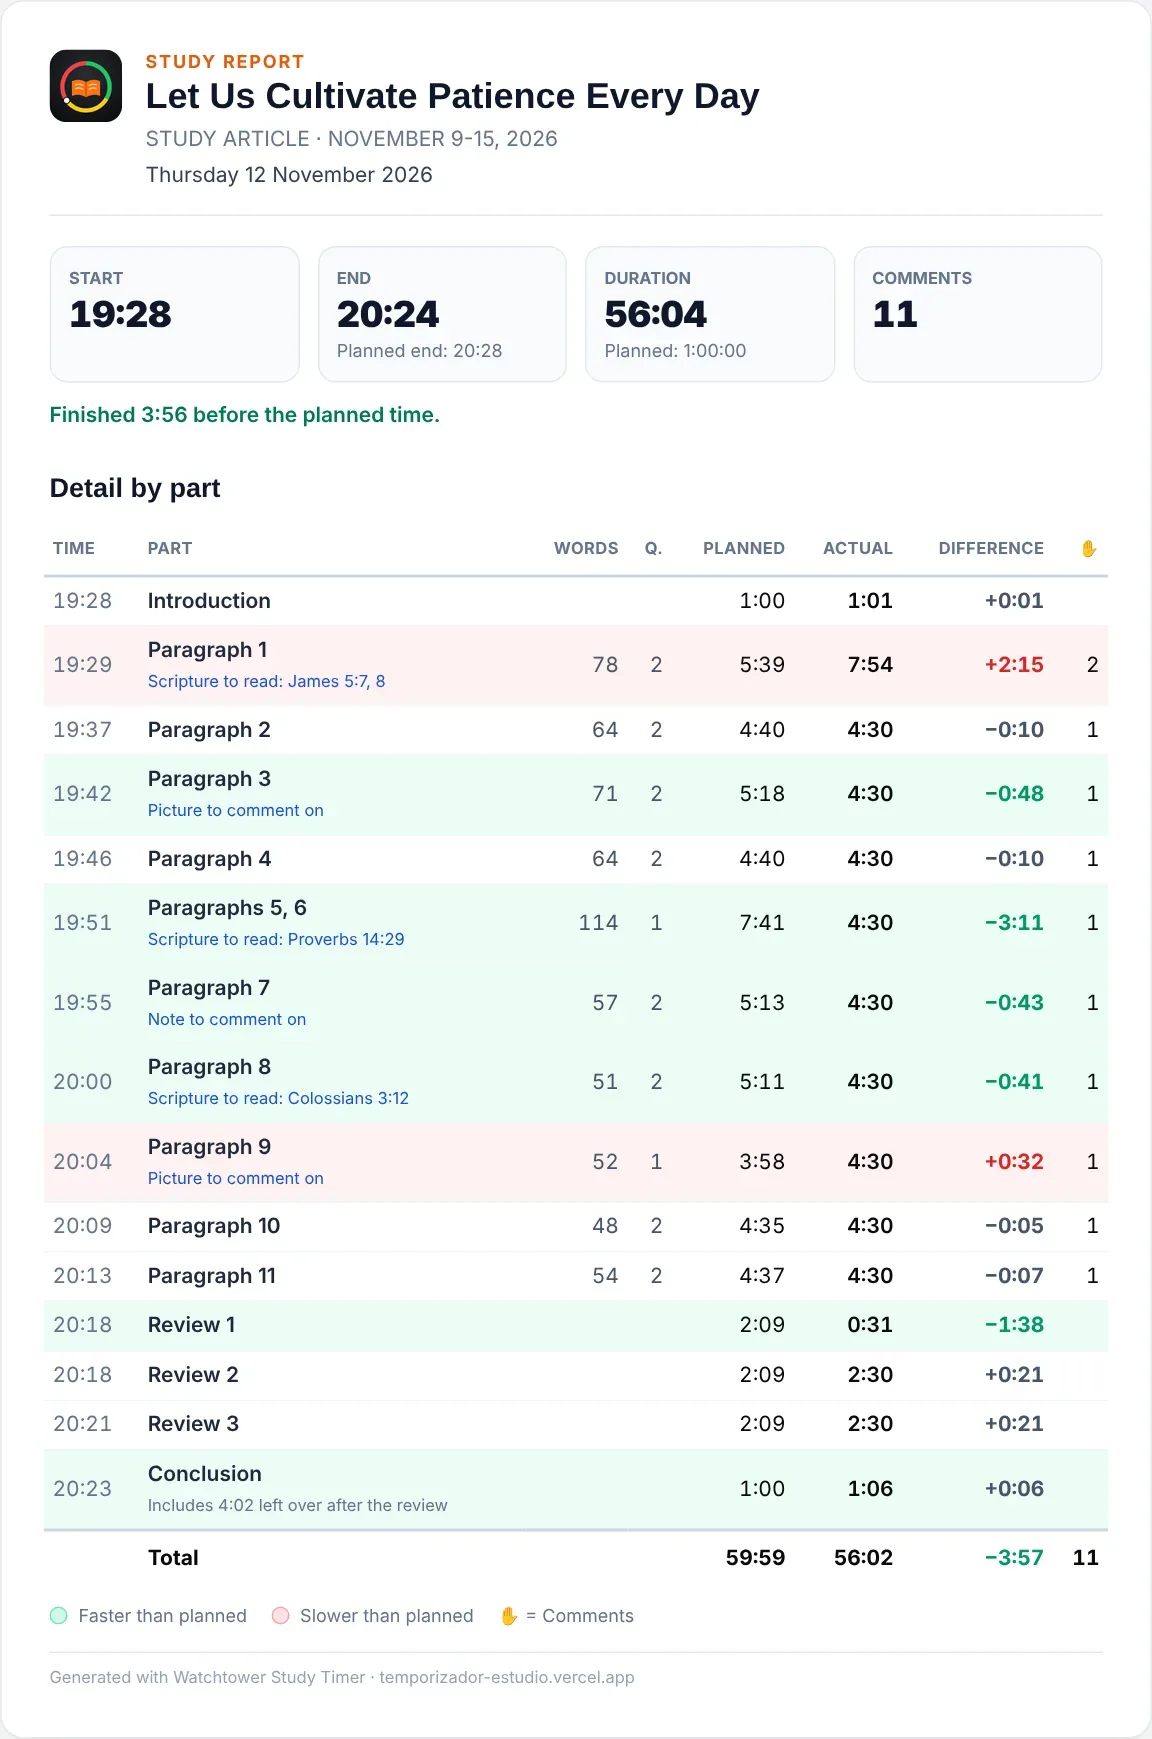 STUDY REPORT
Let Us Cultivate Patience Every Day
STUDY ARTICLE · NOVEMBER 9-15, 2026
Thursday 12 November 2026
START
19:28
END
20:24
Planned end: 20:28
DURATION
56:04
Planned: 1:00:00
COMMENTS
11
Finished 3:56 before the planned time.
Detail by part
TIME PART WORDS Q. PLANNED ACTUAL DIFFERENCE ✋
19:28 Introduction 1:00 1:01 +0:01
19:29 Paragraph 1 78 2 5:39 7:54 +2:15 2
Scripture to read: James 5:7, 8
19:37 Paragraph 2 64 2 4:40 4:30 −0:10 1
19:42 Paragraph 3 71 2 5:18 4:30 −0:48 1
Picture to comment on
19:46 Paragraph 4 64 2 4:40 4:30 −0:10 1
19:51 Paragraphs 5, 6 114 1 7:41 4:30 −3:11 1
Scripture to read: Proverbs 14:29
19:55 Paragraph 7 57 2 5:13 4:30 −0:43 1
Note to comment on
20:00 Paragraph 8 51 2 5:11 4:30 −0:41 1
Scripture to read: Colossians 3:12
20:04 Paragraph 9 52 1 3:58 4:30 +0:32 1
Picture to comment on
20:09 Paragraph 10 48 2 4:35 4:30 −0:05 1
20:13 Paragraph 11 54 2 4:37 4:30 −0:07 1
20:18 Review 1 2:09 0:31 −1:38
20:18 Review 2 2:09 2:30 +0:21
20:21 Review 3 2:09 2:30 +0:21
20:23 Conclusion 1:00 1:06 +0:06
Includes 4:02 left over after the review
Total 59:59 56:02 −3:57 11
Faster than planned Slower than planned ✋ = Comments
Generated with Watchtower Study Timer · temporizador-estudio.vercel.app